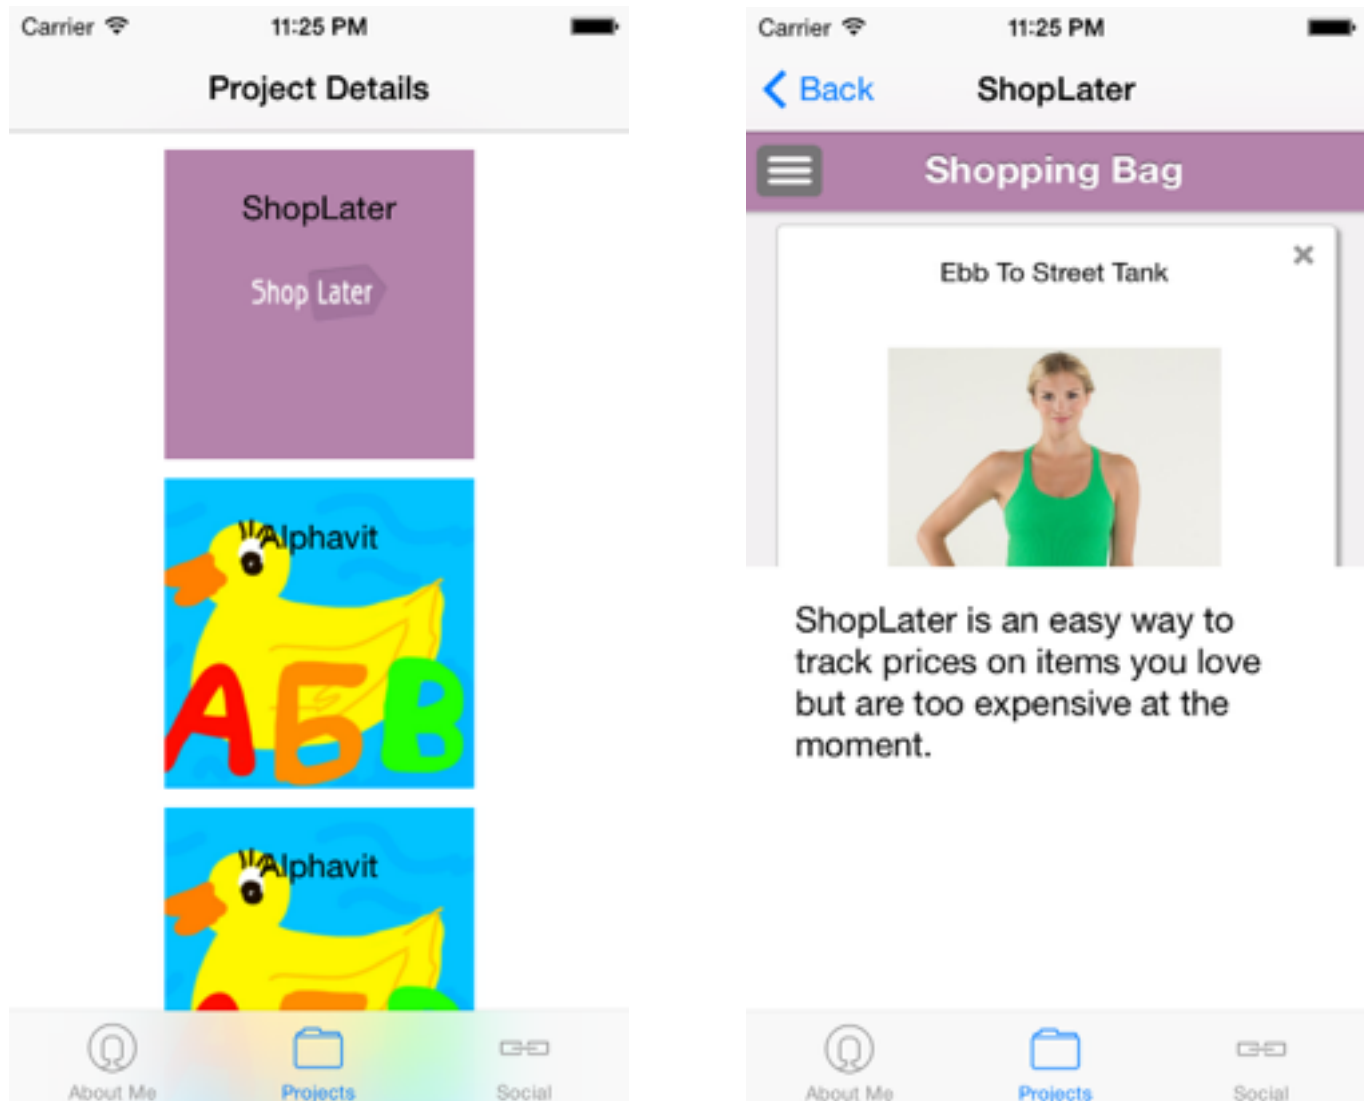 Carrier 11:25 PM
Project Details
ShopLater
Shop Later
Alphavit
АБВ
Alphavit
About Me Projects Social
Carrier 11:25 PM
Back ShopLater
Shopping Bag
Ebb To Street Tank
ShopLater is an easy way to
track prices on items you love
but are too expensive at the
moment.
About Me Projects Social